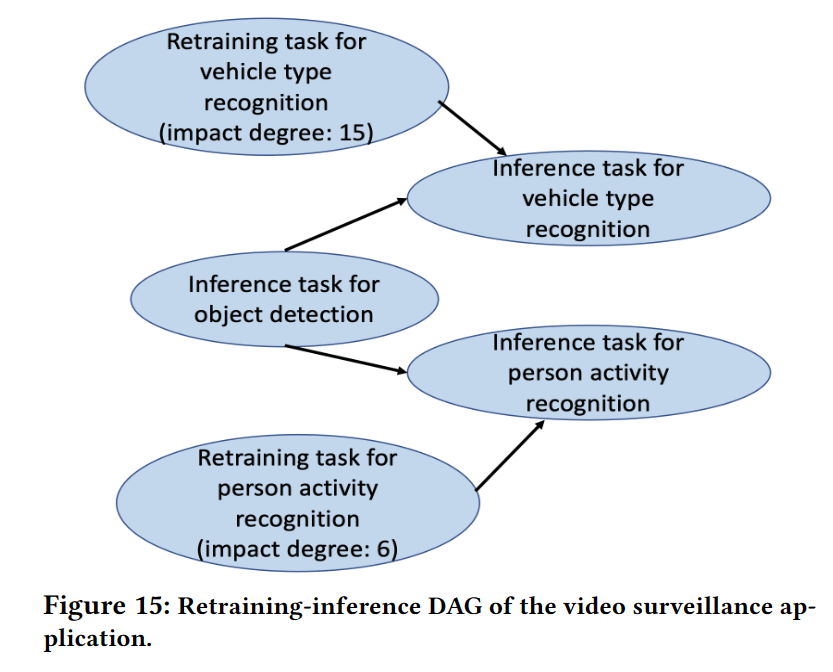 Retraining task for
vehicle type
recognition
(impact degree: 15)
Inference task for
vehicle type
recognition
Inference task for
object detection
Inference task for
person activity
recognition
Retraining task for
person activity
recognition
(impact degree: 6)
Figure 15: Retraining-inference DAG of the video surveillance ap-
plication.